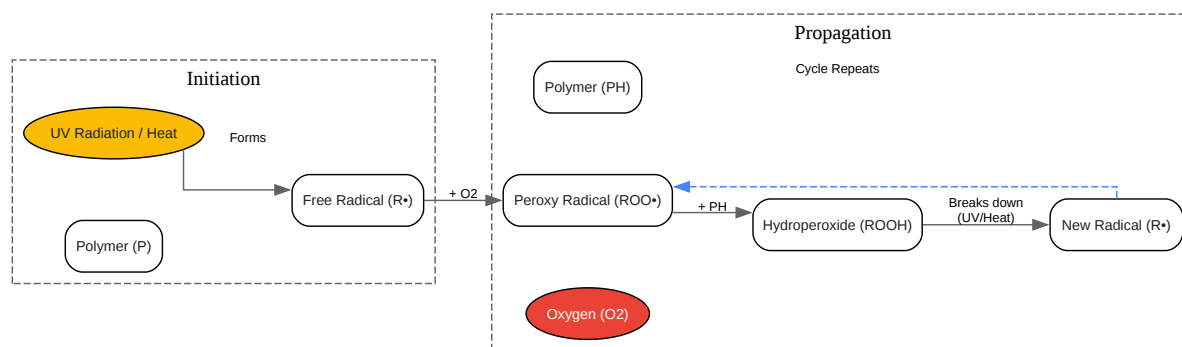 Initiation
UV Radiation / Heat
Forms
Free Radical (R•)
Polymer (P)
+ O2
Propagation
Cycle Repeats
Polymer (PH)
Peroxy Radical (ROO•)
+ PH
Hydroperoxide (ROOH)
Breaks down
(UV/Heat)
New Radical (R•)
Oxygen (O2)